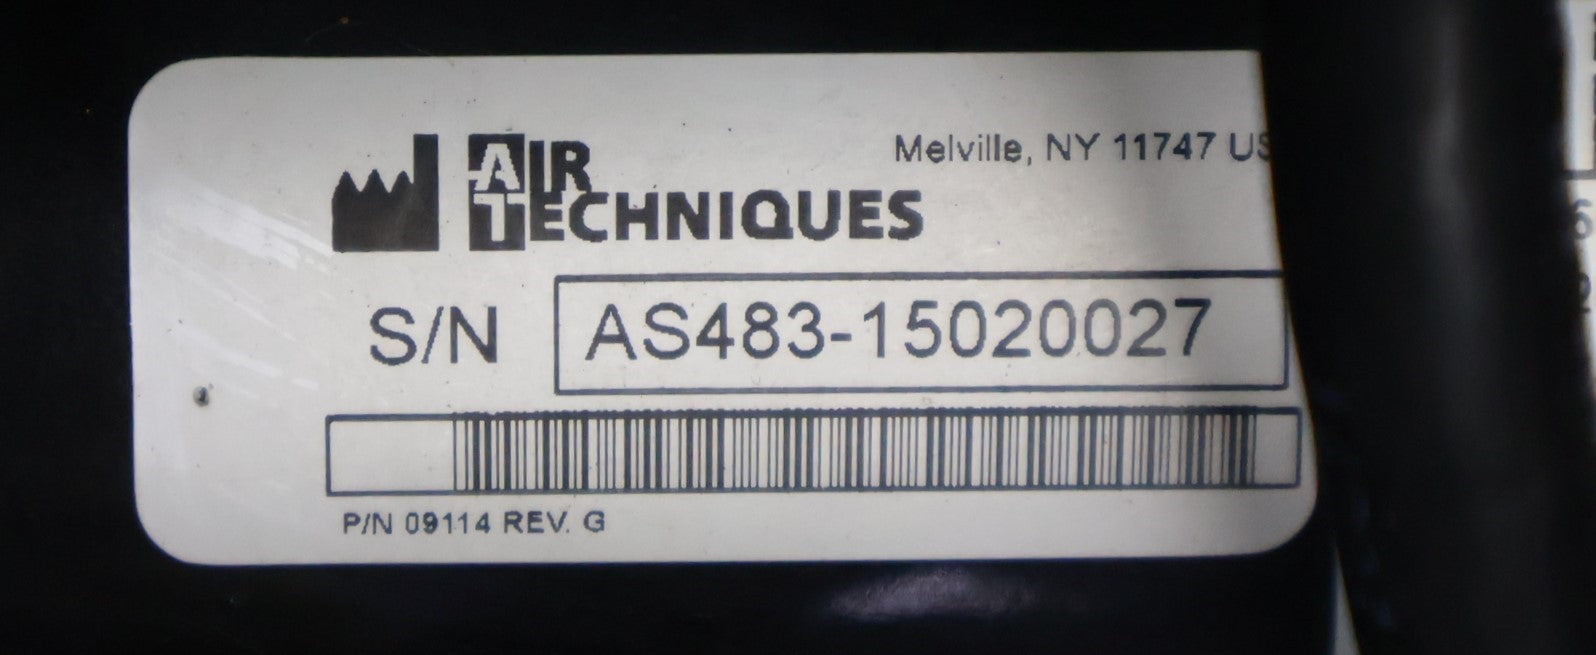 AIR
TECHNIQUES
Melville, NY 11747 US
S/N AS483-15020027
P/N 09114 REV. G